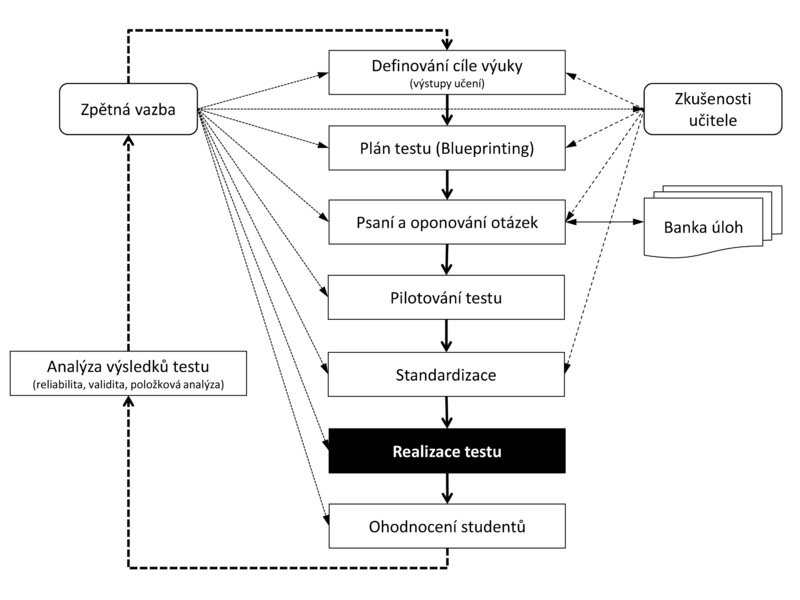 Definování cíle výuky
(výstupy učení)
Zpětná vazba
Zkušenosti
učitele
Plán testu (Blueprinting)
Psaní a oponování otázek
Banka úloh
Pilotování testu
Analýza výsledků testu
(reliabilita, validita, položková analýza)
Standardizace
Realizace testu
Ohodnocení studentů